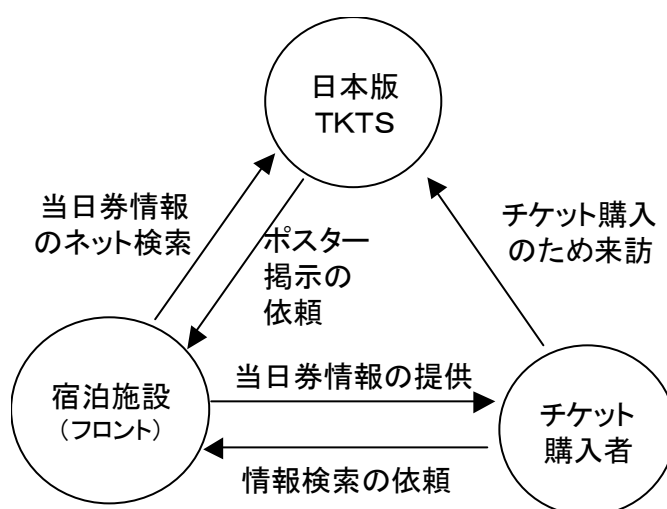 日本版
TKTS
当日券情報
のネット検索
ポスター
掲示の
依頼
チケット購入
のため来訪
宿泊施設
（フロント）
当日券情報の提供
チケット
購入者
情報検索の依頼